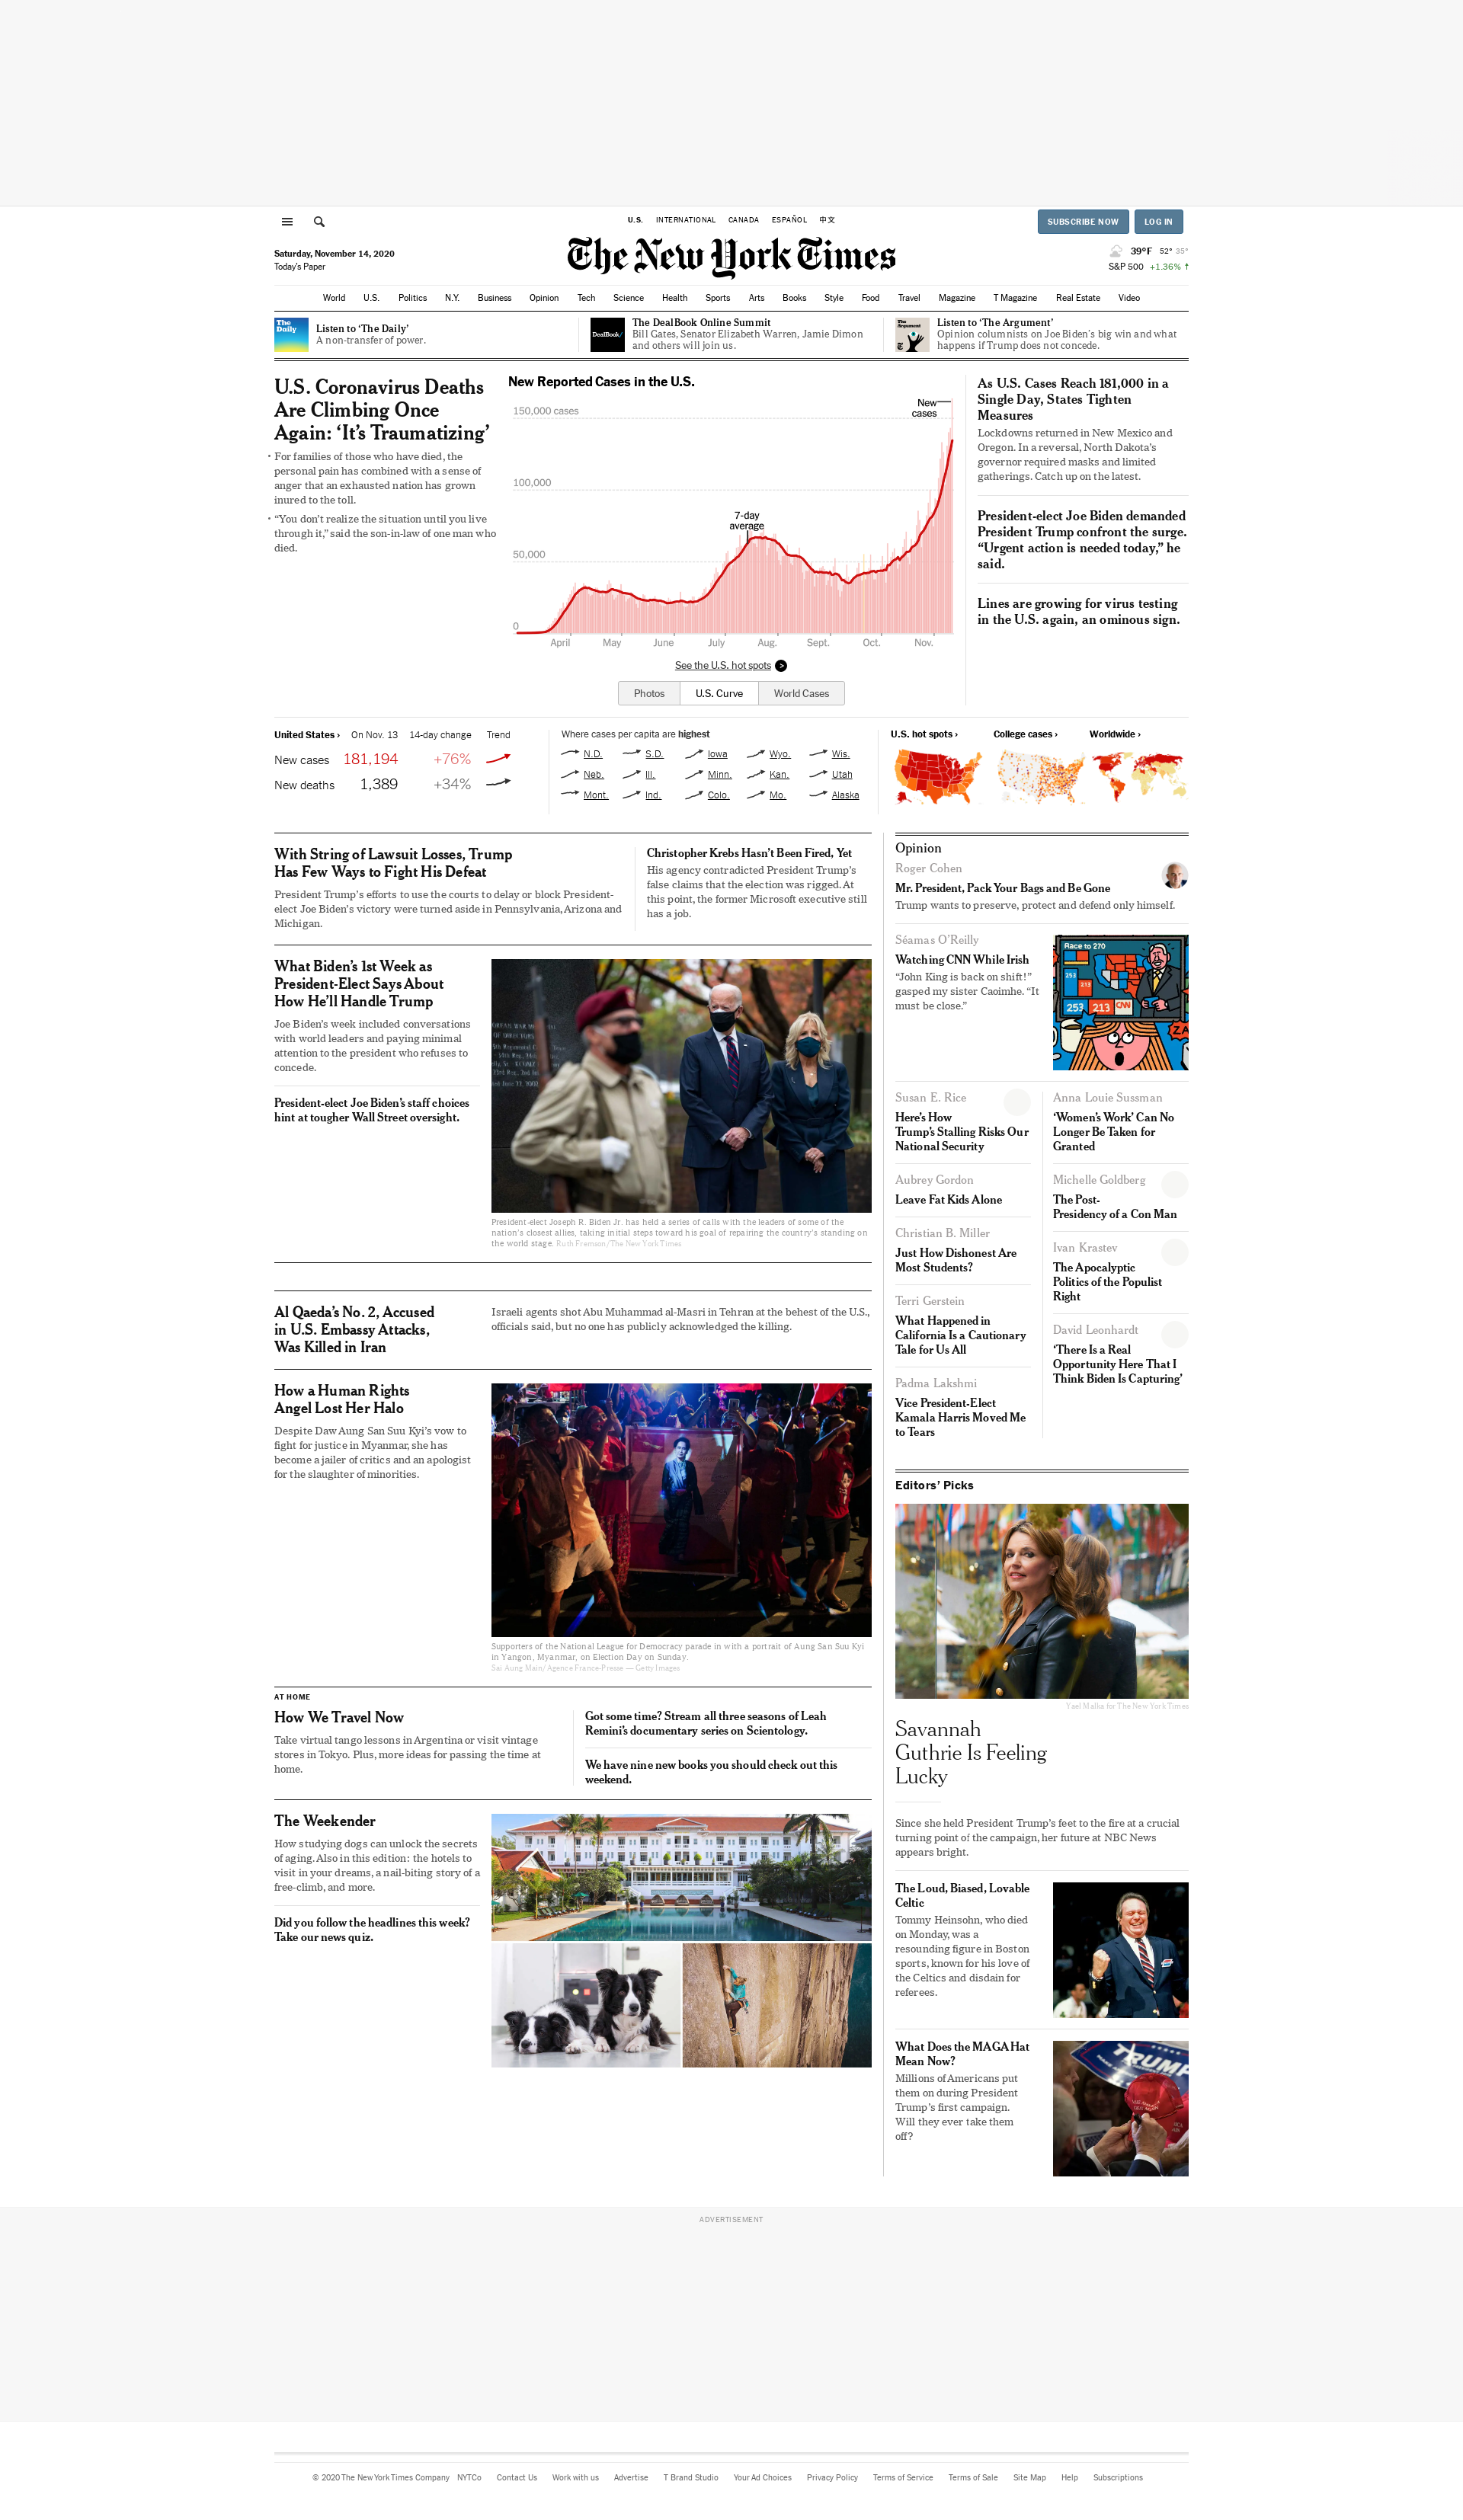 U.S. INTERNATIONAL CANADA ESPAÑOL 中文
SUBSCRIBE NOW LOG IN
Saturday, November 14, 2020
Today's Paper
The New York Times
39°F 52° 35°
S&P 500 +1.36% ↑
World U.S. Politics N.Y. Business Opinion Tech Science Health Sports Arts Books Style Food Travel Magazine T Magazine Real Estate Video
The Daily
Listen to ‘The Daily’
A non-transfer of power.
DealBook/
The DealBook Online Summit
Bill Gates, Senator Elizabeth Warren, Jamie Dimon
and others will join us.
The Argument
Listen to ‘The Argument’
Opinion columnists on Joe Biden’s big win and what
happens if Trump does not concede.
U.S. Coronavirus Deaths
Are Climbing Once
Again: ‘It’s Traumatizing’
• For families of those who have died, the
personal pain has combined with a sense of
anger that an exhausted nation has grown
inured to the toll.
• “You don’t realize the situation until you live
through it,” said the son-in-law of one man who
died.
New Reported Cases in the U.S.
150,000 cases
New
cases
100,000
7-day
average
50,000
0
April May June July Aug. Sept. Oct. Nov.
See the U.S. hot spots >
Photos U.S. Curve World Cases
As U.S. Cases Reach 181,000 in a
Single Day, States Tighten
Measures
Lockdowns returned in New Mexico and
Oregon. In a reversal, North Dakota’s
governor required masks and limited
gatherings. Catch up on the latest.
President-elect Joe Biden demanded
President Trump confront the surge.
“Urgent action is needed today,” he
said.
Lines are growing for virus testing
in the U.S. again, an ominous sign.
United States › On Nov. 13 14-day change Trend
New cases 181,194 +76%
New deaths 1,389 +34%
Where cases per capita are highest
N.D. S.D. Iowa Wyo. Wis.
Neb. Ill. Minn. Kan. Utah
Mont. Ind. Colo. Mo. Alaska
U.S. hot spots › College cases › Worldwide ›
With String of Lawsuit Losses, Trump
Has Few Ways to Fight His Defeat
President Trump’s efforts to use the courts to delay or block President-
elect Joe Biden’s victory were turned aside in Pennsylvania, Arizona and
Michigan.
Christopher Krebs Hasn’t Been Fired, Yet
His agency contradicted President Trump’s
false claims that the election was rigged. At
this point, the former Microsoft executive still
has a job.
What Biden’s 1st Week as
President-Elect Says About
How He’ll Handle Trump
Joe Biden’s week included conversations
with world leaders and paying minimal
attention to the president who refuses to
concede.
President-elect Joe Biden’s staff choices
hint at tougher Wall Street oversight.
President-elect Joseph R. Biden Jr. has held a series of calls with the leaders of some of the
nation’s closest allies, taking initial steps toward his goal of repairing the country’s standing on
the world stage. Ruth Fremson/The New York Times
Al Qaeda’s No. 2, Accused
in U.S. Embassy Attacks,
Was Killed in Iran
Israeli agents shot Abu Muhammad al-Masri in Tehran at the behest of the U.S.,
officials said, but no one has publicly acknowledged the killing.
How a Human Rights
Angel Lost Her Halo
Despite Daw Aung San Suu Kyi’s vow to
fight for justice in Myanmar, she has
become a jailer of critics and an apologist
for the slaughter of minorities.
Supporters of the National League for Democracy parade in with a portrait of Aung San Suu Kyi
in Yangon, Myanmar, on Election Day on Sunday.
Sai Aung Main/Agence France-Presse — Getty Images
AT HOME
How We Travel Now
Take virtual tango lessons in Argentina or visit vintage
stores in Tokyo. Plus, more ideas for passing the time at
home.
Got some time? Stream all three seasons of Leah
Remini’s documentary series on Scientology.
We have nine new books you should check out this
weekend.
The Weekender
How studying dogs can unlock the secrets
of aging. Also in this edition: the hotels to
visit in your dreams, a nail-biting story of a
free-climb, and more.
Did you follow the headlines this week?
Take our news quiz.
Opinion
Roger Cohen
Mr. President, Pack Your Bags and Be Gone
Trump wants to preserve, protect and defend only himself.
Séamas O’Reilly
Watching CNN While Irish
“John King is back on shift!”
gasped my sister Caoimhe. “It
must be close.”
Race to 270
253
213
253 213 CNN
ZA
Susan E. Rice
Here’s How
Trump’s Stalling Risks Our
National Security
Aubrey Gordon
Leave Fat Kids Alone
Christian B. Miller
Just How Dishonest Are
Most Students?
Terri Gerstein
What Happened in
California Is a Cautionary
Tale for Us All
Padma Lakshmi
Vice President-Elect
Kamala Harris Moved Me
to Tears
Anna Louie Sussman
‘Women’s Work’ Can No
Longer Be Taken for
Granted
Michelle Goldberg
The Post-
Presidency of a Con Man
Ivan Krastev
The Apocalyptic
Politics of the Populist
Right
David Leonhardt
‘There Is a Real
Opportunity Here That I
Think Biden Is Capturing’
Editors’ Picks
Yael Malka for The New York Times
Savannah
Guthrie Is Feeling
Lucky
Since she held President Trump’s feet to the fire at a crucial
turning point of the campaign, her future at NBC News
appears bright.
The Loud, Biased, Lovable
Celtic
Tommy Heinsohn, who died
on Monday, was a
resounding figure in Boston
sports, known for his love of
the Celtics and disdain for
referees.
What Does the MAGA Hat
Mean Now?
Millions of Americans put
them on during President
Trump’s first campaign.
Will they ever take them
off?
TRUMP
ADVERTISEMENT
© 2020 The New York Times Company NYTCo Contact Us Work with us Advertise T Brand Studio Your Ad Choices Privacy Policy Terms of Service Terms of Sale Site Map Help Subscriptions